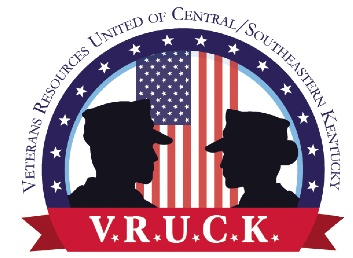 Veterans Resources United of Central/Southeastern Kentucky
V.R.U.C.K.